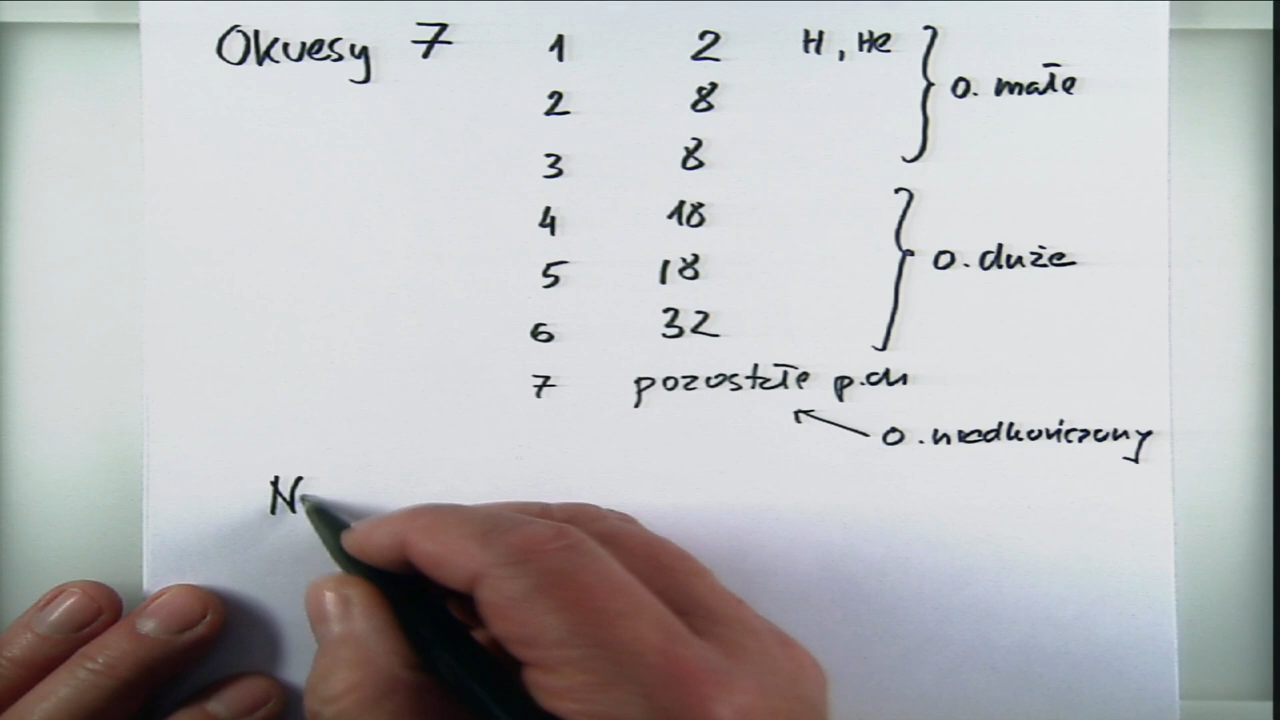 Okresy 7 1 2 H, He
o. małe
2 8
3 8
4 18
5 18
o. duże
6 32
7 pozostałe p.ch
o. niedkończony
N